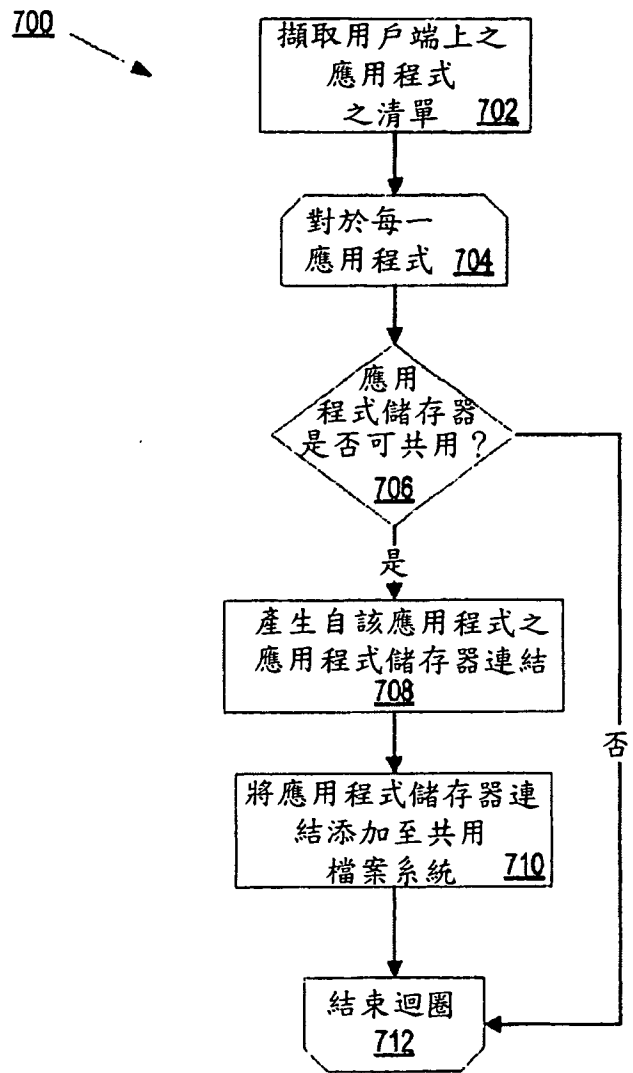 700
擷取用戶端上之
應用程式
之清單 702
對於每一
應用程式 704
應用
程式儲存器
是否可共用?
706
是
產生自該應用程式之
應用程式儲存器連結
708
否
將應用程式儲存器連
結添加至共用
檔案系統 710
結束迴圈
712